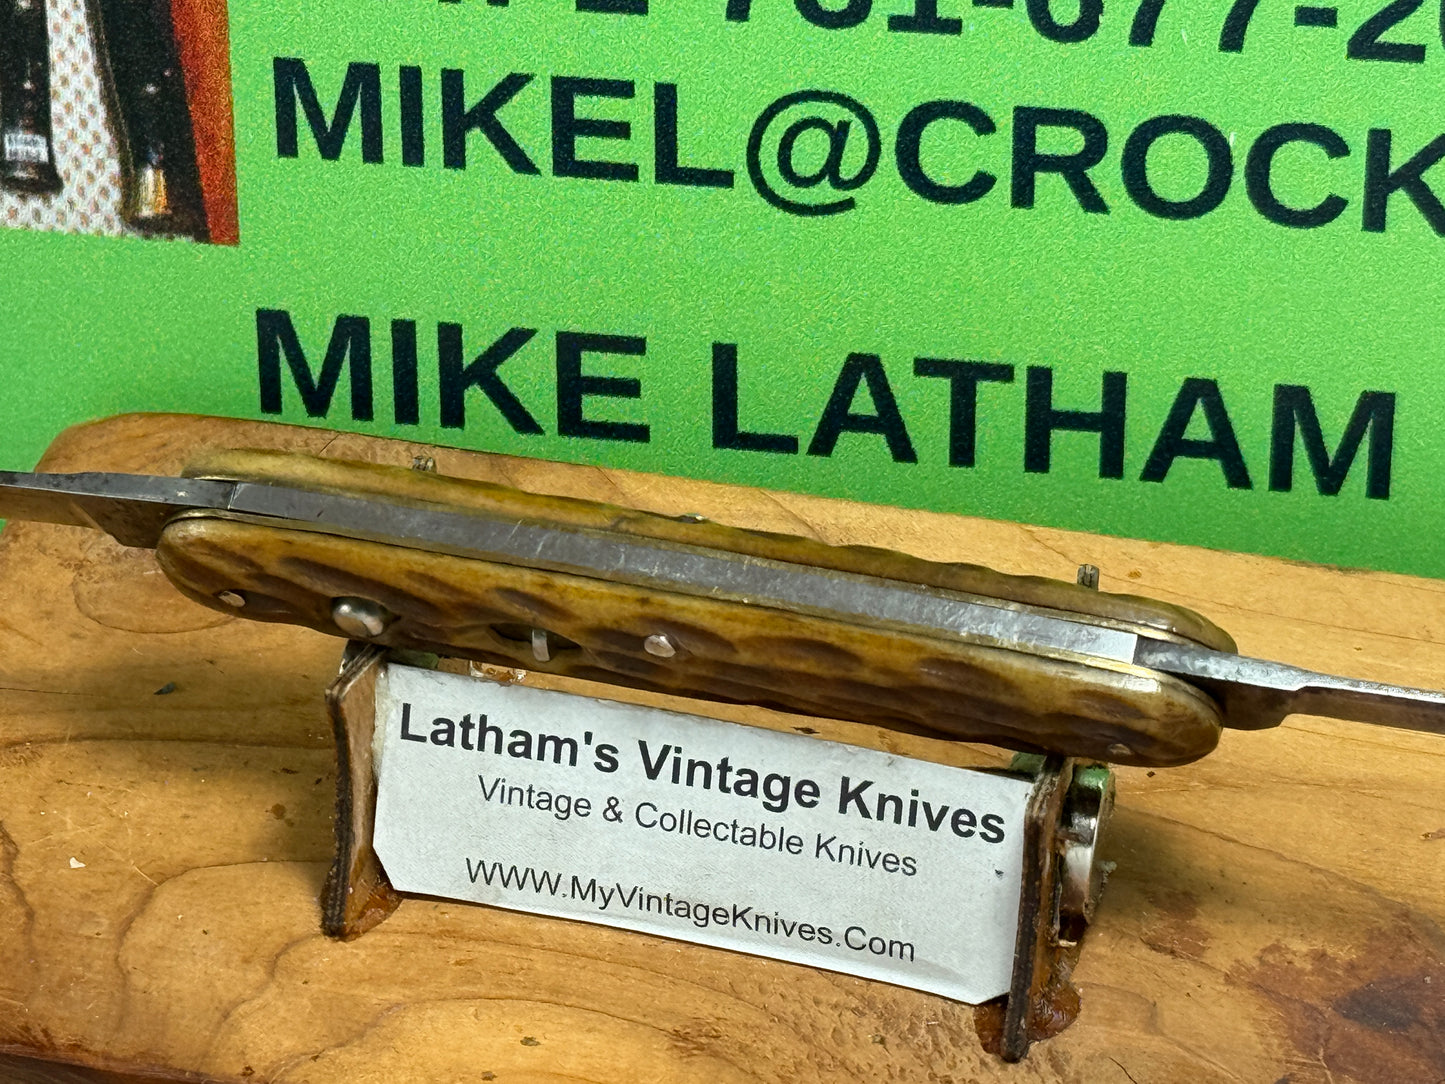 MIKEL@CROCK
MIKE LATHAM
Latham's Vintage Knives
Vintage & Collectable Knives
WWW.MyVintageKnives.Com